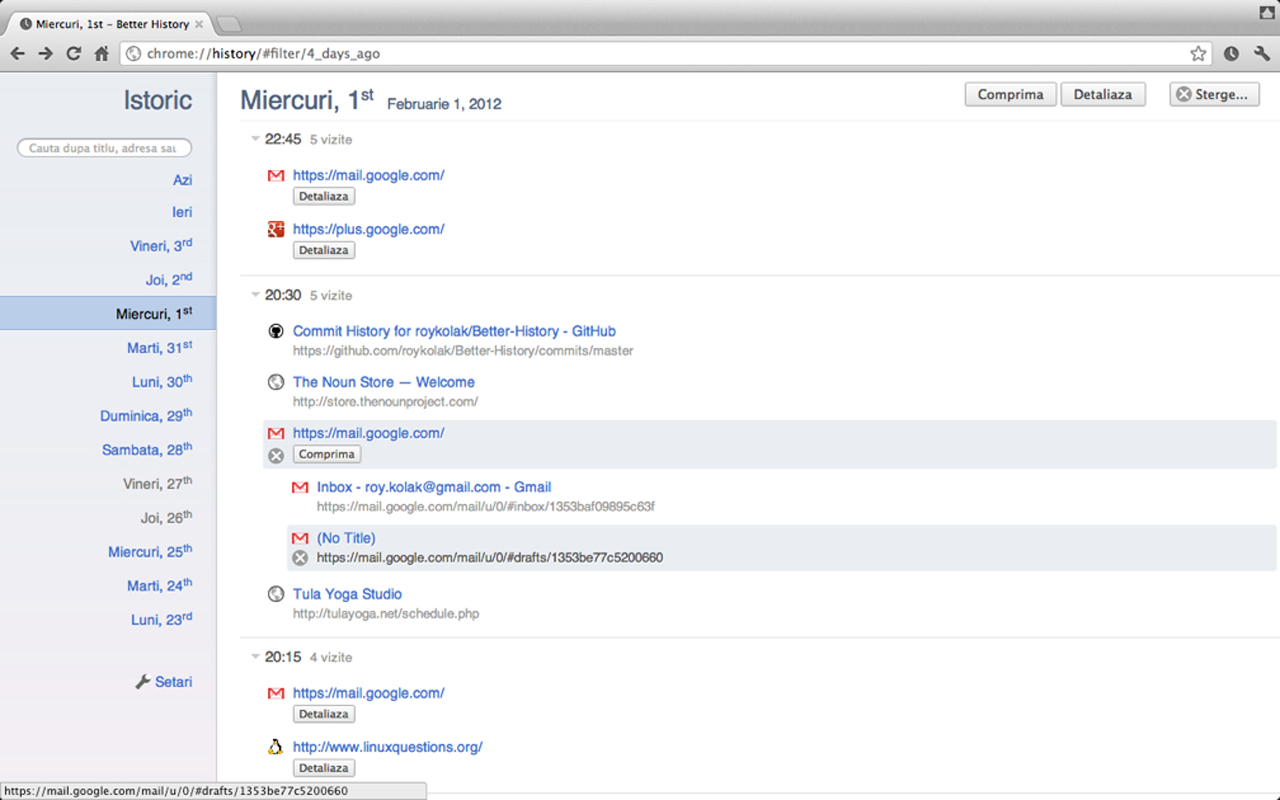 Miercuri, 1st – Better History
chrome://history/#filter/4_days_ago
Istoric
Cauta dupa titlu, adresa sau
Azi
Ieri
Vineri, 3rd
Joi, 2nd
Miercuri, 1st
Marti, 31st
Luni, 30th
Duminica, 29th
Sambata, 28th
Vineri, 27th
Joi, 26th
Miercuri, 25th
Marti, 24th
Luni, 23rd
Setari
Miercuri, 1st Februarie 1, 2012
Comprima Detaliaza Sterge...
22:45 5 vizite
https://mail.google.com/
Detaliaza
https://plus.google.com/
Detaliaza
20:30 5 vizite
Commit History for roykolak/Better-History - GitHub
https://github.com/roykolak/Better-History/commits/master
The Noun Store — Welcome
http://store.thenounproject.com/
https://mail.google.com/
Comprima
Inbox - roy.kolak@gmail.com - Gmail
https://mail.google.com/mail/u/0/#inbox/1353baf09895c63f
(No Title)
https://mail.google.com/mail/u/0/#drafts/1353be77c5200660
Tula Yoga Studio
http://tulayoga.net/schedule.php
20:15 4 vizite
https://mail.google.com/
Detaliaza
http://www.linuxquestions.org/
Detaliaza
https://mail.google.com/mail/u/0/#drafts/1353be77c5200660